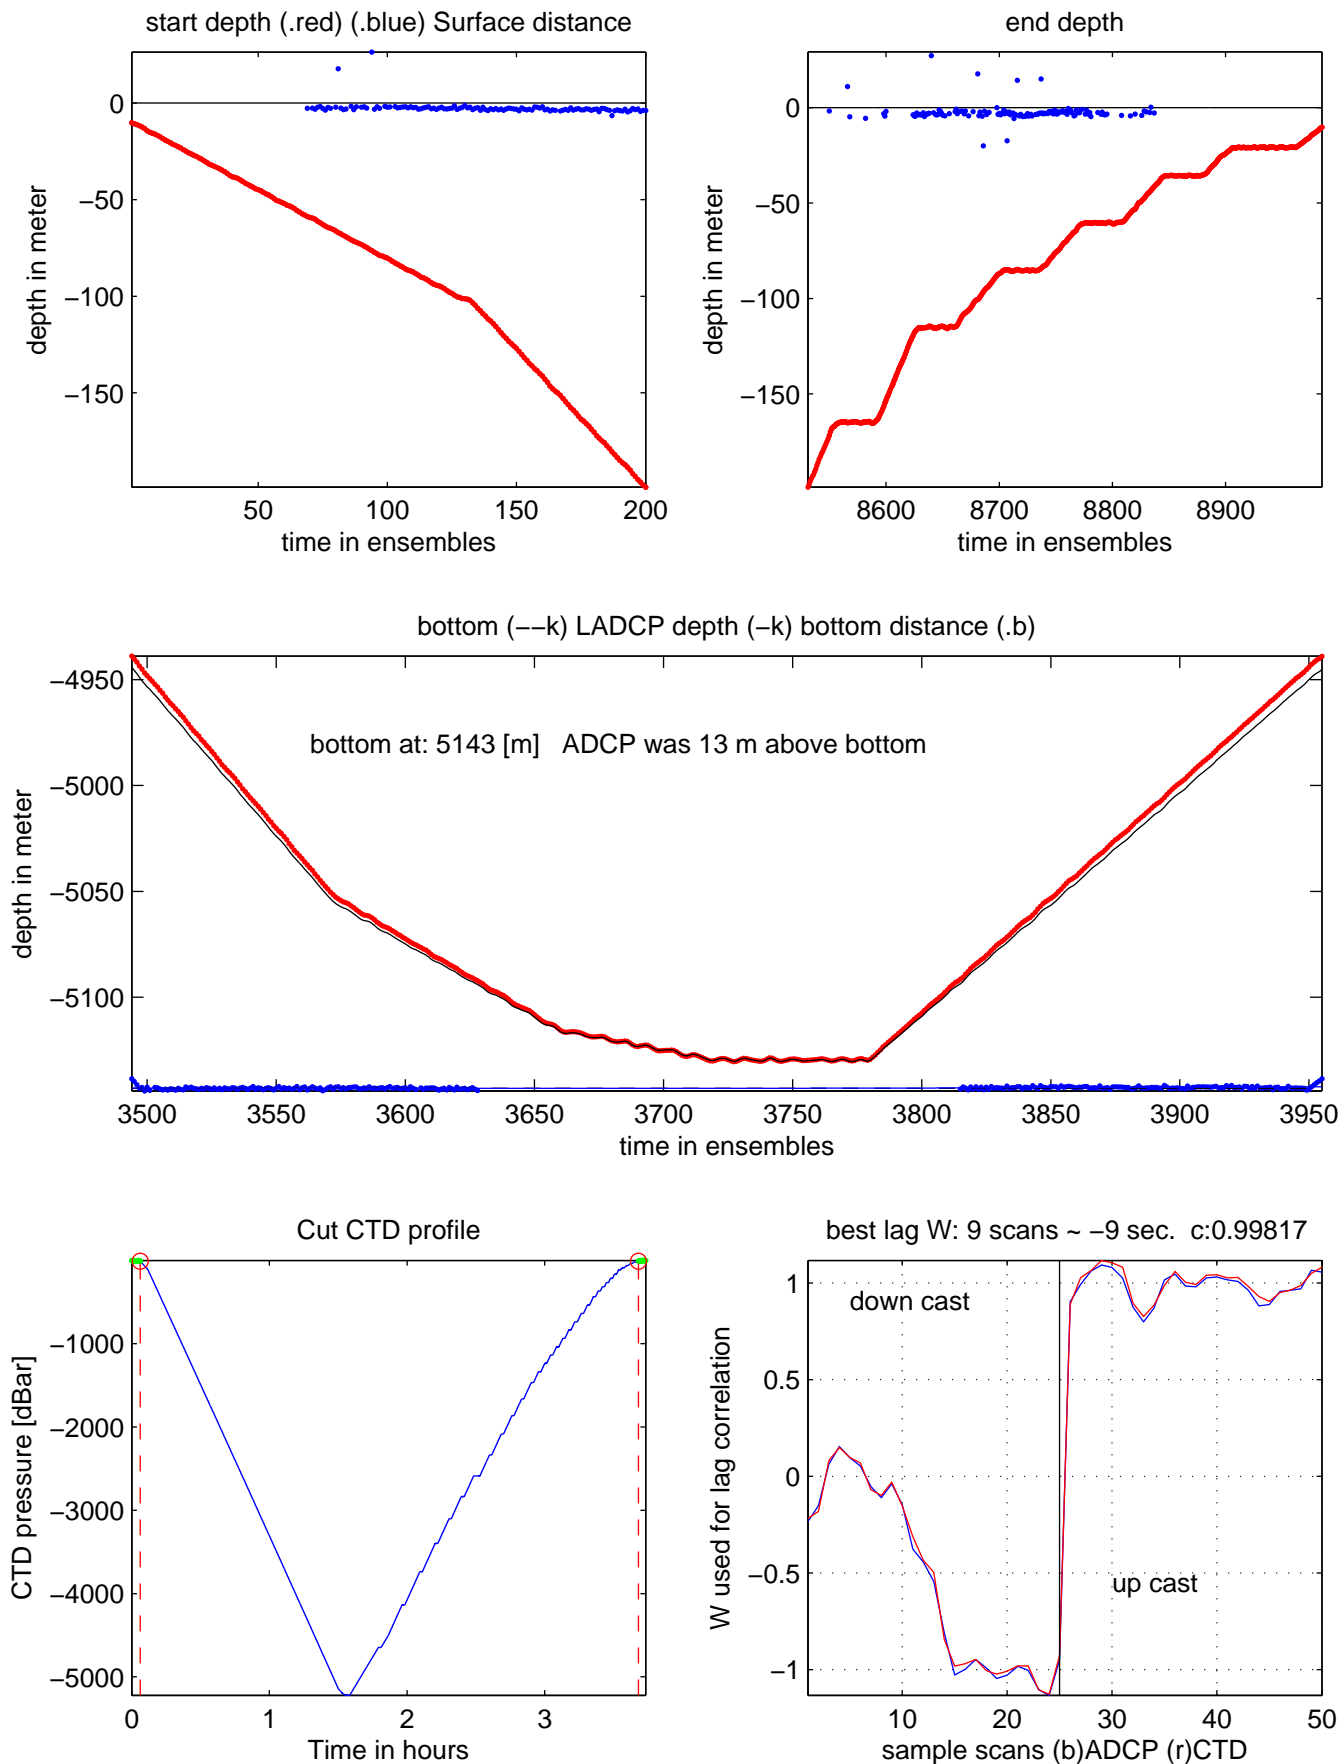 start depth (.red) (.blue) Surface distance
end depth
0
−50
−100
−150
depth in meter
50
100
150
200
time in ensembles
0
−50
−100
−150
depth in meter
8600
8700
8800
8900
time in ensembles
bottom (−−k) LADCP depth (−k) bottom distance (.b)
−4950
−5000
−5050
−5100
depth in meter
bottom at: 5143 [m] ADCP was 13 m above bottom
3500
3550
3600
3650
3700
3750
3800
3850
3900
3950
time in ensembles
Cut CTD profile
−1000
−2000
−3000
−4000
−5000
CTD pressure [dBar]
0
1
2
3
Time in hours
best lag W: 9 scans ~ −9 sec. c:0.99817
1
0.5
0
−0.5
−1
W used for lag correlation
down cast
up cast
10
20
30
40
50
sample scans (b)ADCP (r)CTD